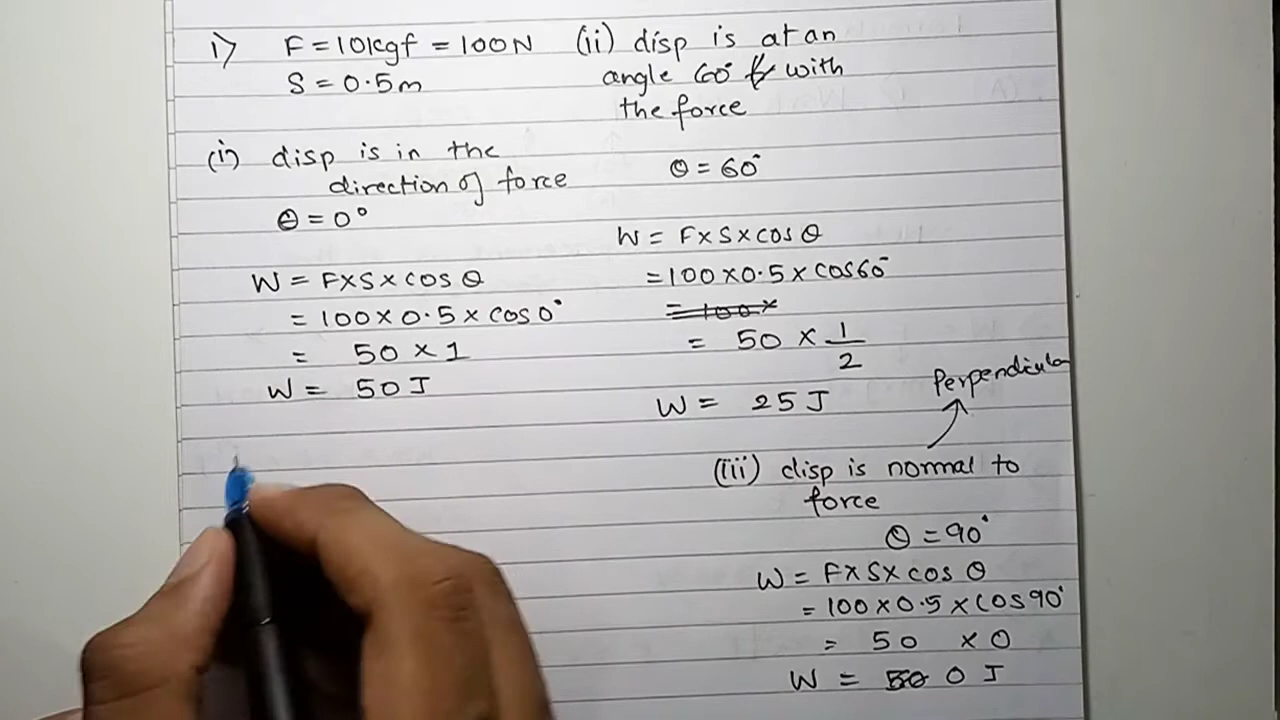 1) F = 10kgf = 100N
S = 0.5m
(i) disp is in the
direction of force
θ = 0°
W = F×S×cos θ
= 100×0.5× cos 0°
= 50×1
W = 50J
(ii) disp is at an
angle 60° with
the force
θ = 60°
W = F×S×cos θ
= 100×0.5×cos60°
= 100×
= 50 × 1/2
W = 25J
Perpendicular
(iii) disp is normal to
force
θ = 90°
W = F×S×cos θ
= 100×0.5×cos90°
= 50 ×0
W = 50 0 J